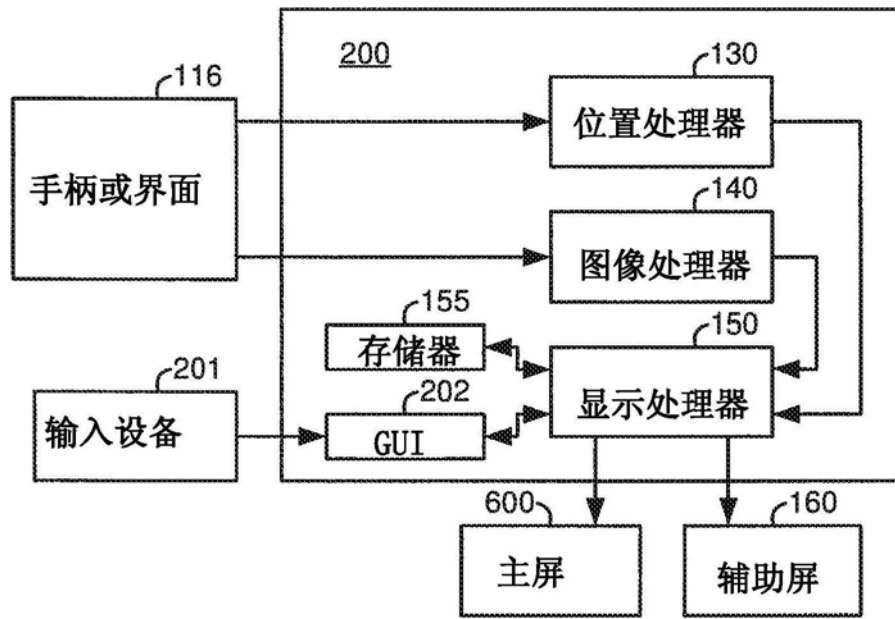 200
116
手柄或界面
130
位置处理器
140
图像处理器
155
存储器
150
显示处理器
201
输入设备
202
GUI
600
主屏
160
辅助屏